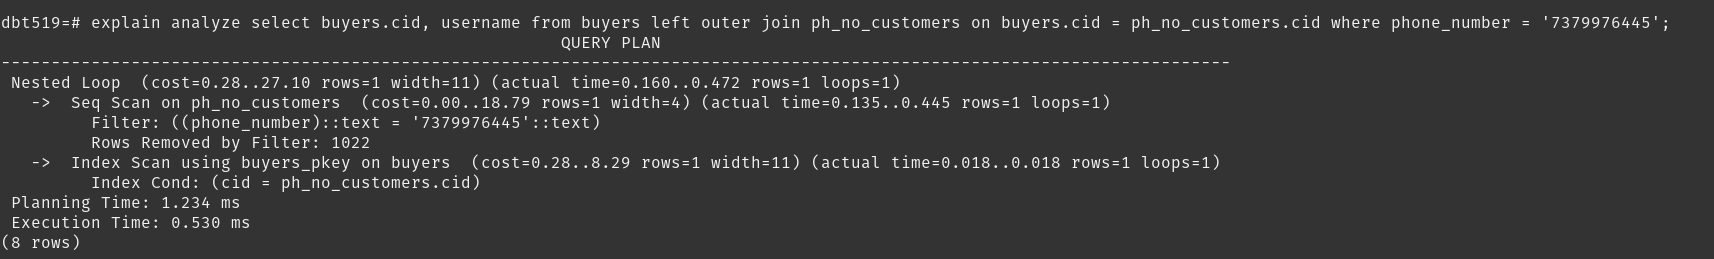 dbt519=# explain analyze select buyers.cid, username from buyers left outer join ph_no_customers on buyers.cid = ph_no_customers.cid where phone_number = '7379976445';
QUERY PLAN
---------------------------------------------------------------------------------------------------------------------------
Nested Loop  (cost=0.28..27.10 rows=1 width=11) (actual time=0.160..0.472 rows=1 loops=1)
  ->  Seq Scan on ph_no_customers  (cost=0.00..18.79 rows=1 width=4) (actual time=0.135..0.445 rows=1 loops=1)
        Filter: ((phone_number)::text = '7379976445'::text)
        Rows Removed by Filter: 1022
  ->  Index Scan using buyers_pkey on buyers  (cost=0.28..8.29 rows=1 width=11) (actual time=0.018..0.018 rows=1 loops=1)
        Index Cond: (cid = ph_no_customers.cid)
Planning Time: 1.234 ms
Execution Time: 0.530 ms
(8 rows)